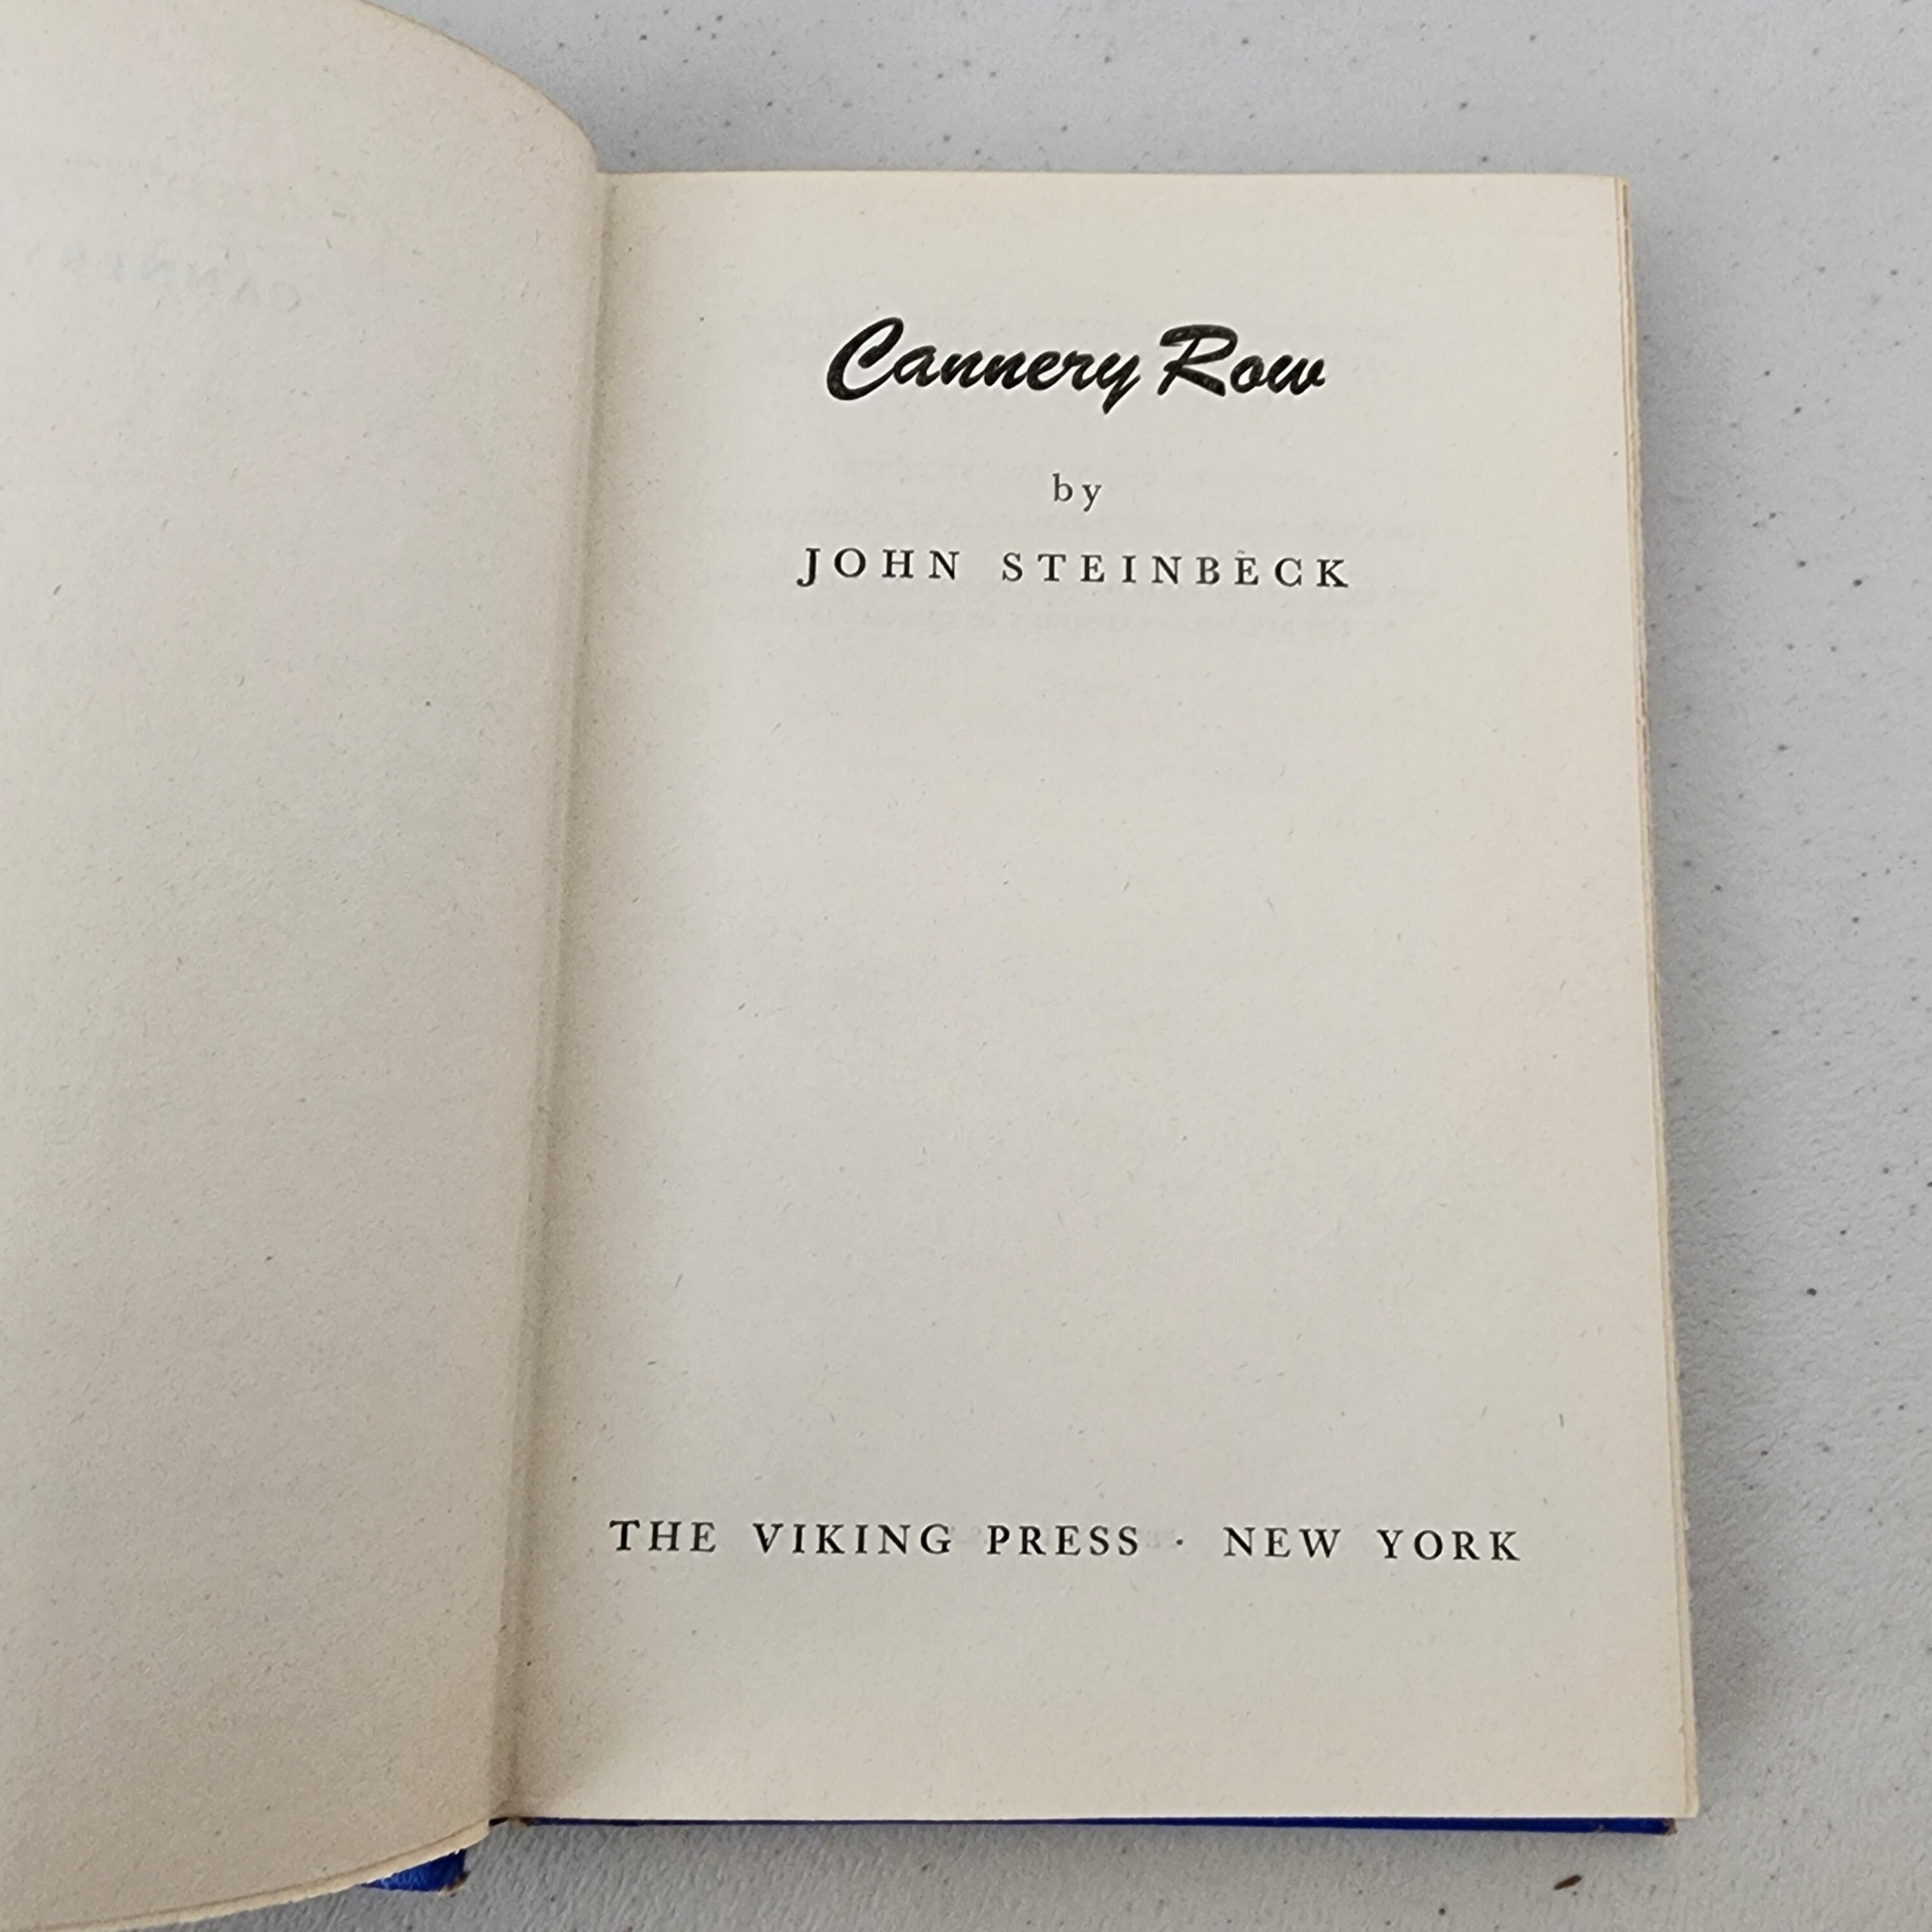 Cannery Row
by
JOHN STEINBECK
THE VIKING PRESS · NEW YORK